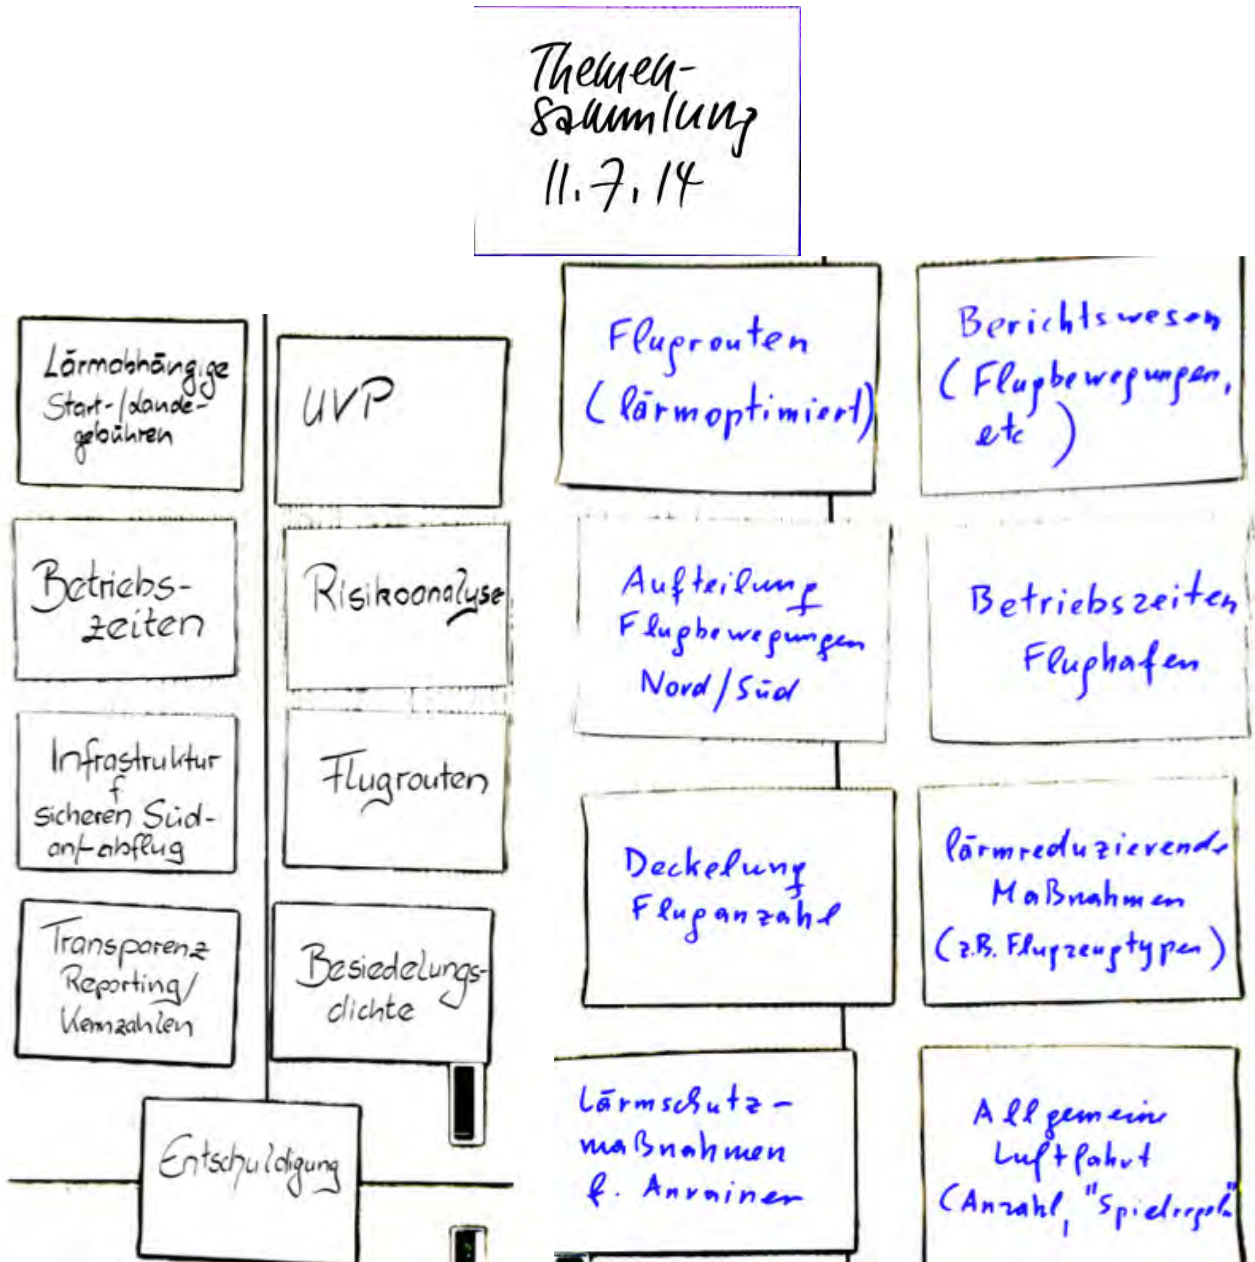 Themen-
sammlung
11.7.14
Lärmabhängige
Start-/Lande-
gebühren
UVP
Betriebs-
zeiten
Risikoanalyse
Infrastruktur
f
sicheren Süd-
an/-abflug
Flugrouten
Transparenz
Reporting/
Kennzahlen
Besiedelungs-
dichte
Entschuldigung
Flugrouten
(lärmoptimiert)
Berichtswesen
(Flugbewegungen,
etc)
Aufteilung
Flugbewegungen
Nord/Süd
Betriebszeiten
Flughafen
Deckelung
Fluganzahl
lärmreduzierende
Maßnahmen
(z.B. Flugzeugtypen)
Lärmschutz-
maßnahmen
f. Anrainer
Allgemeine
Luftfahrt
(Anzahl, "Spielregeln"